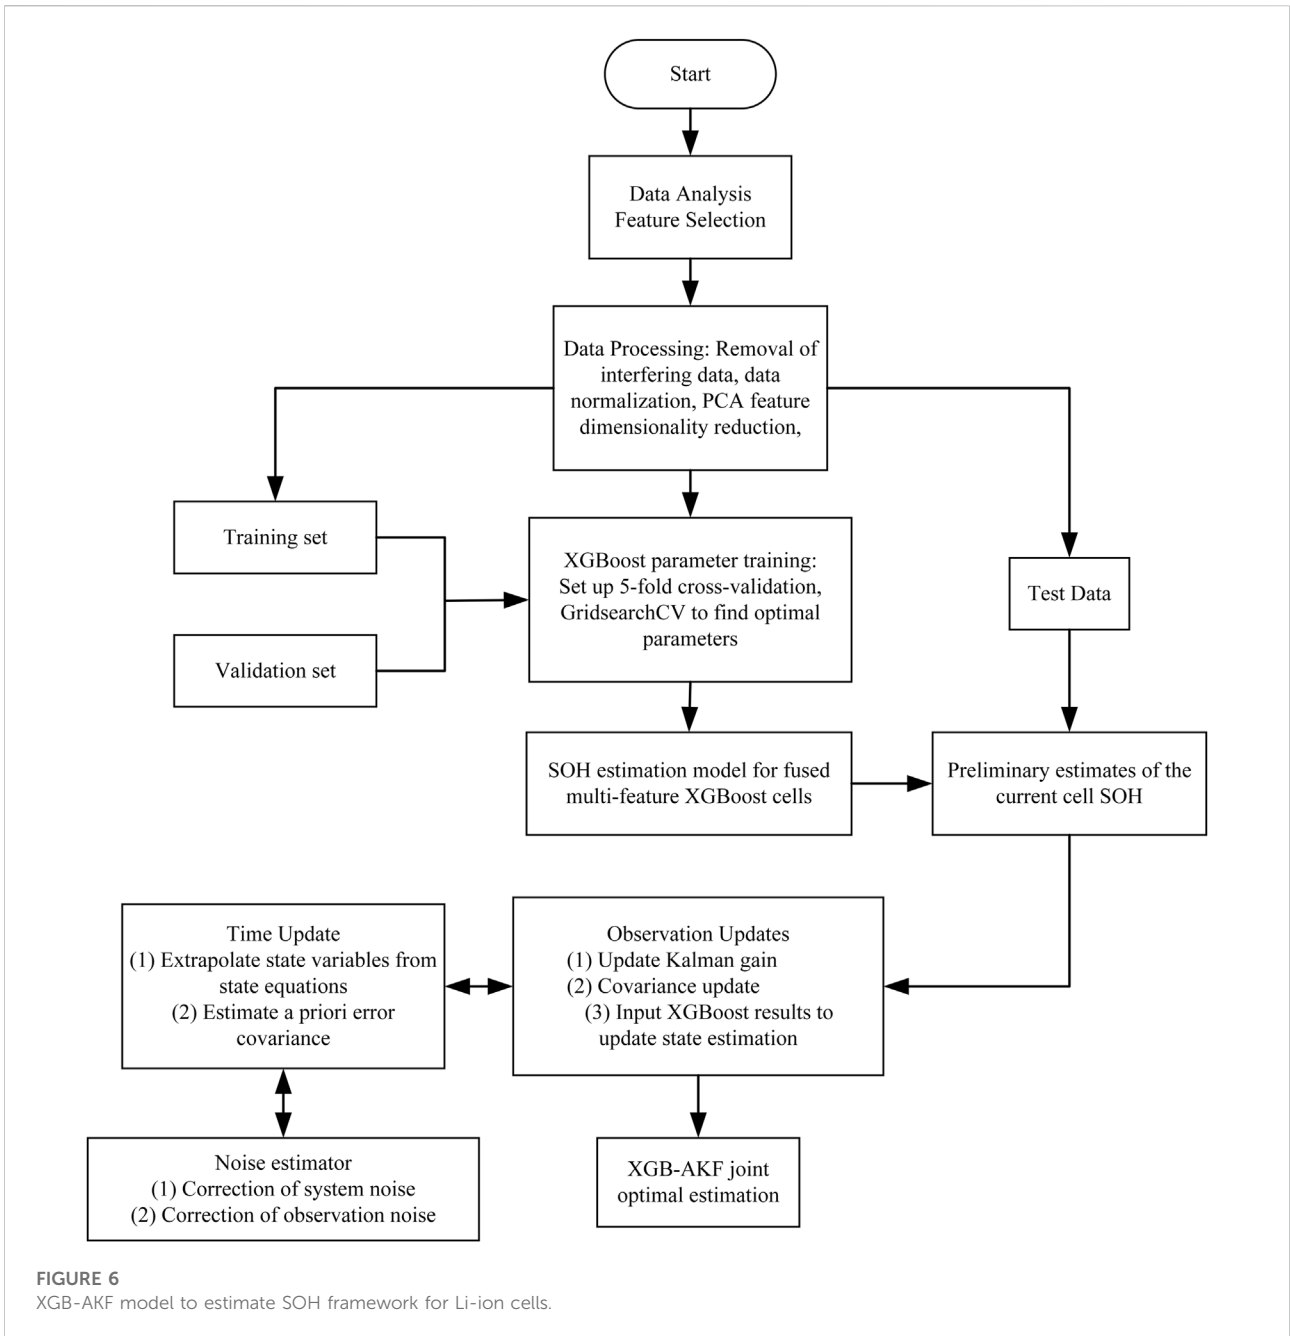 Start
Data Analysis
Feature Selection
Data Processing: Removal of
interfering data, data
normalization, PCA feature
dimensionality reduction,
Training set
Validation set
XGBoost parameter training:
Set up 5-fold cross-validation,
GridsearchCV to find optimal
parameters
Test Data
SOH estimation model for fused
multi-feature XGBoost cells
Preliminary estimates of the
current cell SOH
Time Update
(1) Extrapolate state variables from
state equations
(2) Estimate a priori error
covariance
Observation Updates
(1) Update Kalman gain
(2) Covariance update
(3) Input XGBoost results to
update state estimation
Noise estimator
(1) Correction of system noise
(2) Correction of observation noise
XGB-AKF joint
optimal estimation
FIGURE 6
XGB-AKF model to estimate SOH framework for Li-ion cells.